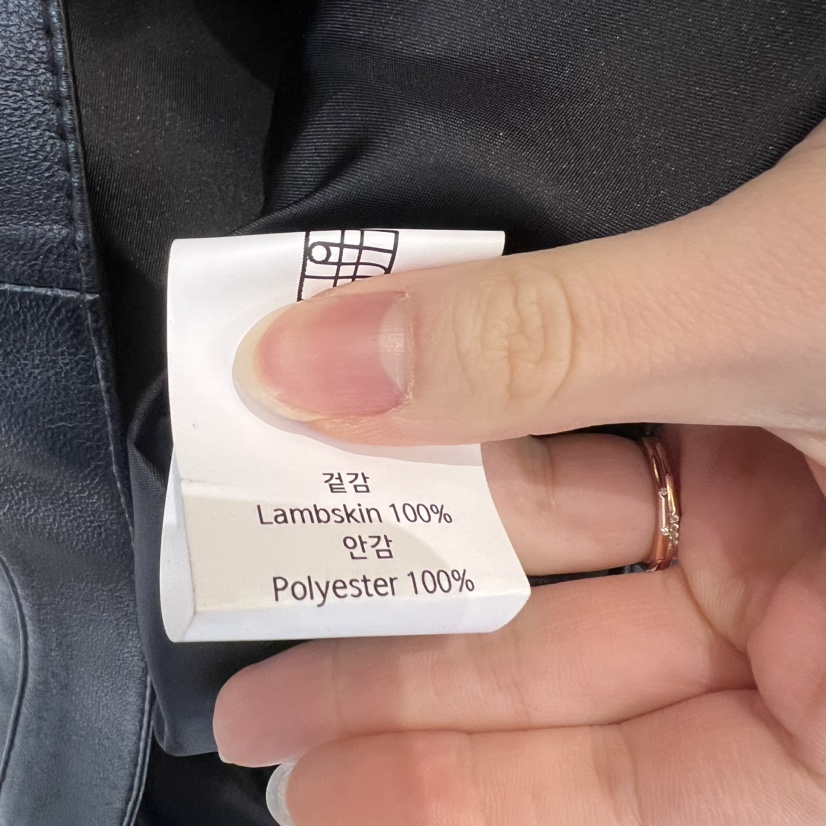 겉감
Lambskin 100%
안감
Polyester 100%